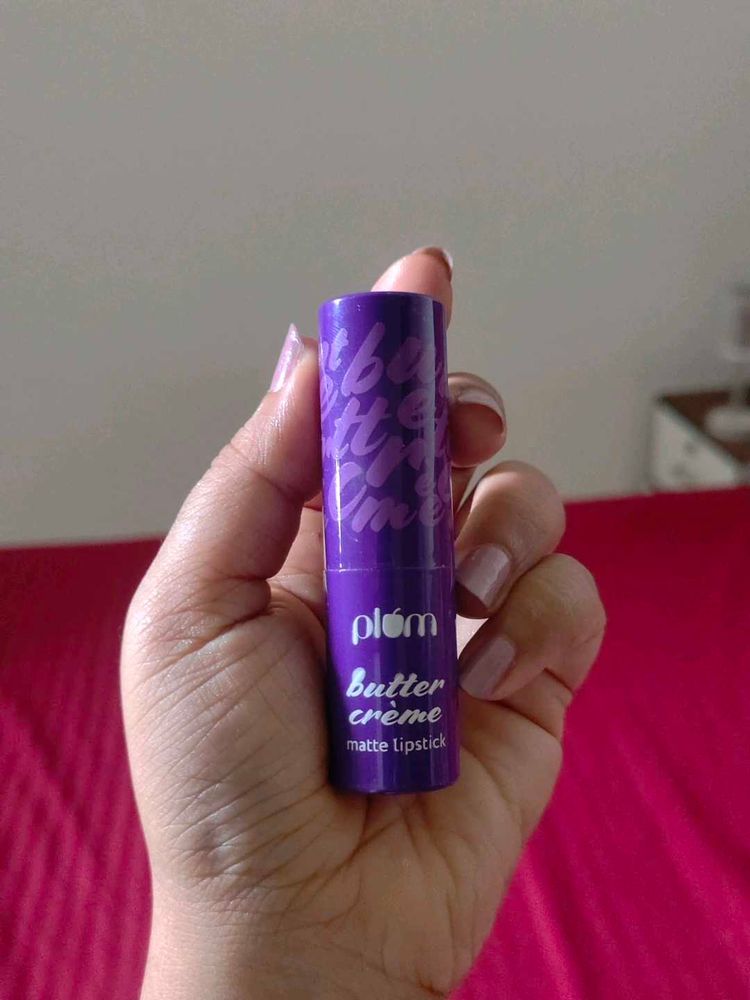 plum
butter
crème
matte lipstick